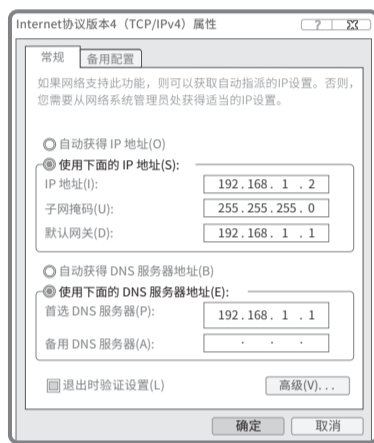 Internet协议版本4（TCP/IPv4）属性
常规 备用配置
如果网络支持此功能，则可以获取自动指派的IP设置。否则，
您需要从网络系统管理员处获得适当的IP设置。
自动获得 IP 地址(O)
使用下面的 IP 地址(S):
IP 地址(I): 192.168. 1 . 2
子网掩码(U): 255.255.255. 0
默认网关(D): 192.168. 1 . 1
自动获得 DNS 服务器地址(B)
使用下面的 DNS 服务器地址(E):
首选 DNS 服务器(P): 192.168. 1 . 1
备用 DNS 服务器(A): . . .
退出时验证设置(L) 高级(V)...
确定 取消